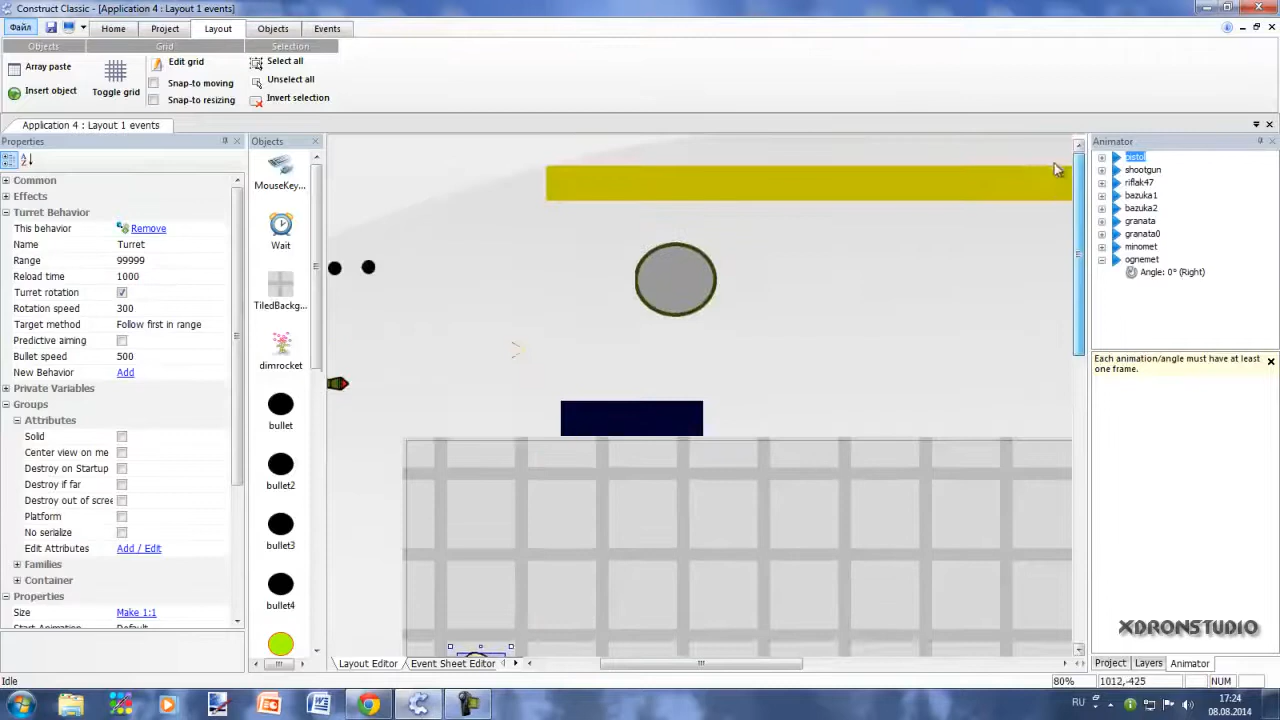 Construct Classic - [Application 4 : Layout 1 events]
Файл
Home
Project
Layout
Objects
Events
Objects
Grid
Selection
Array paste
Insert object
Toggle grid
Edit grid
Snap-to moving
Snap-to resizing
Select all
Unselect all
Invert selection
Application 4 : Layout 1 events
Properties
Common
Effects
Turret Behavior
This behavior Remove
Name Turret
Range 99999
Reload time 1000
Turret rotation
Rotation speed 300
Target method Follow first in range
Predictive aiming
Bullet speed 500
New Behavior Add
Private Variables
Groups
Attributes
Solid
Center view on me
Destroy on Startup
Destroy if far
Destroy out of scree
Platform
No serialize
Edit Attributes Add / Edit
Families
Container
Properties
Size Make 1:1
Objects
MouseKey...
Wait
TiledBackg...
dimrocket
bullet
bullet2
bullet3
bullet4
Layout Editor
Event Sheet Editor
Animator
pistol
shootgun
riflak47
bazuka1
bazuka2
granata
granata0
minomet
ognemet
Angle: 0° (Right)
Each animation/angle must have at least
one frame.
XDRONSTUDIO
Project
Layers
Animator
Idle
80%
1012,-425
NUM
RU
17:24
08.08.2014